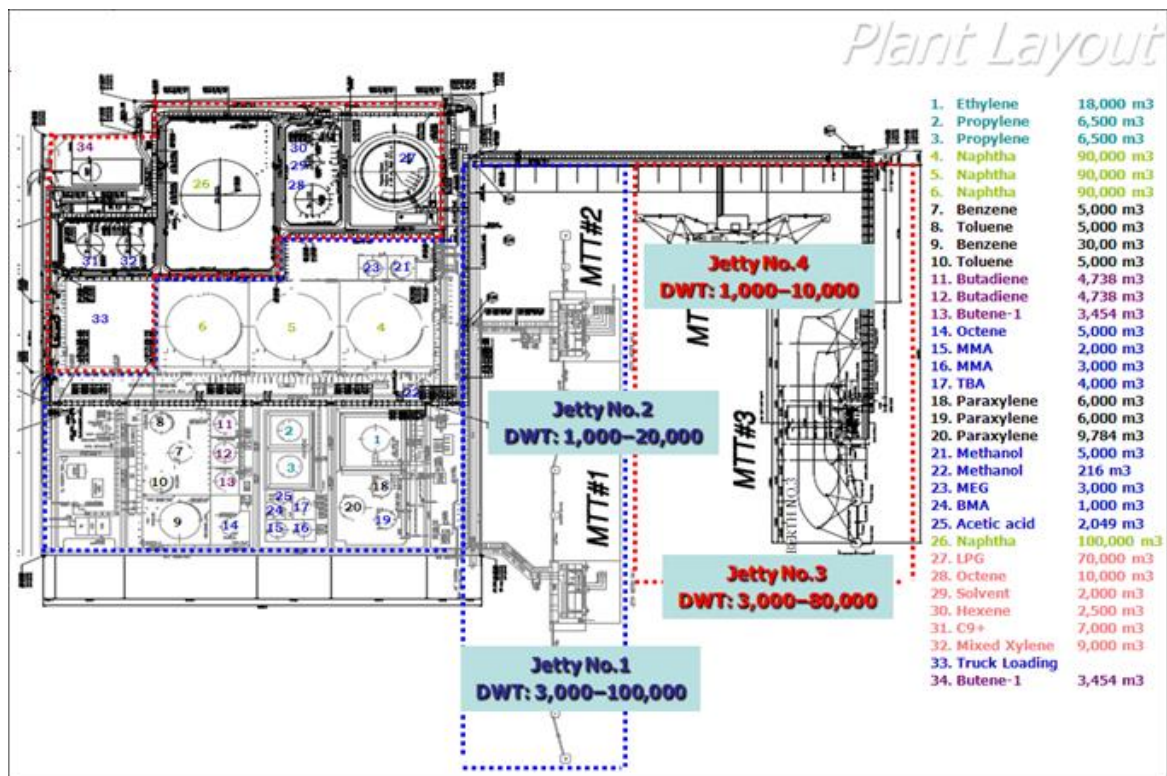 Plant Layout
1. Ethylene 18,000 m3
2. Propylene 6,500 m3
3. Propylene 6,500 m3
4. Naphtha 90,000 m3
5. Naphtha 90,000 m3
6. Naphtha 90,000 m3
7. Benzene 5,000 m3
8. Toluene 5,000 m3
9. Benzene 30,00 m3
10. Toluene 5,000 m3
11. Butadiene 4,738 m3
12. Butadiene 4,738 m3
13. Butene-1 3,454 m3
14. Octene 5,000 m3
15. MMA 2,000 m3
16. MMA 3,000 m3
17. TBA 4,000 m3
18. Paraxylene 6,000 m3
19. Paraxylene 6,000 m3
20. Paraxylene 9,784 m3
21. Methanol 5,000 m3
22. Methanol 216 m3
23. MEG 3,000 m3
24. BMA 1,000 m3
25. Acetic acid 2,049 m3
26. Naphtha 100,000 m3
27. LPG 70,000 m3
28. Octene 10,000 m3
29. Solvent 2,000 m3
30. Hexene 2,500 m3
31. C9+ 7,000 m3
32. Mixed Xylene 9,000 m3
33. Truck Loading
34. Butene-1 3,454 m3
34
30
29
28
27
26
31 32
33
23 21
6 5 4
22
8
7
10
9
11
12
13
14
2
3
1
25
24 17
15 16
18
20
19
MTT#2
MTT#1
MTT#3
BERTH NO.3
Jetty No.4
DWT: 1,000–10,000
Jetty No.2
DWT: 1,000–20,000
Jetty No.3
DWT: 3,000–80,000
Jetty No.1
DWT: 3,000–100,000